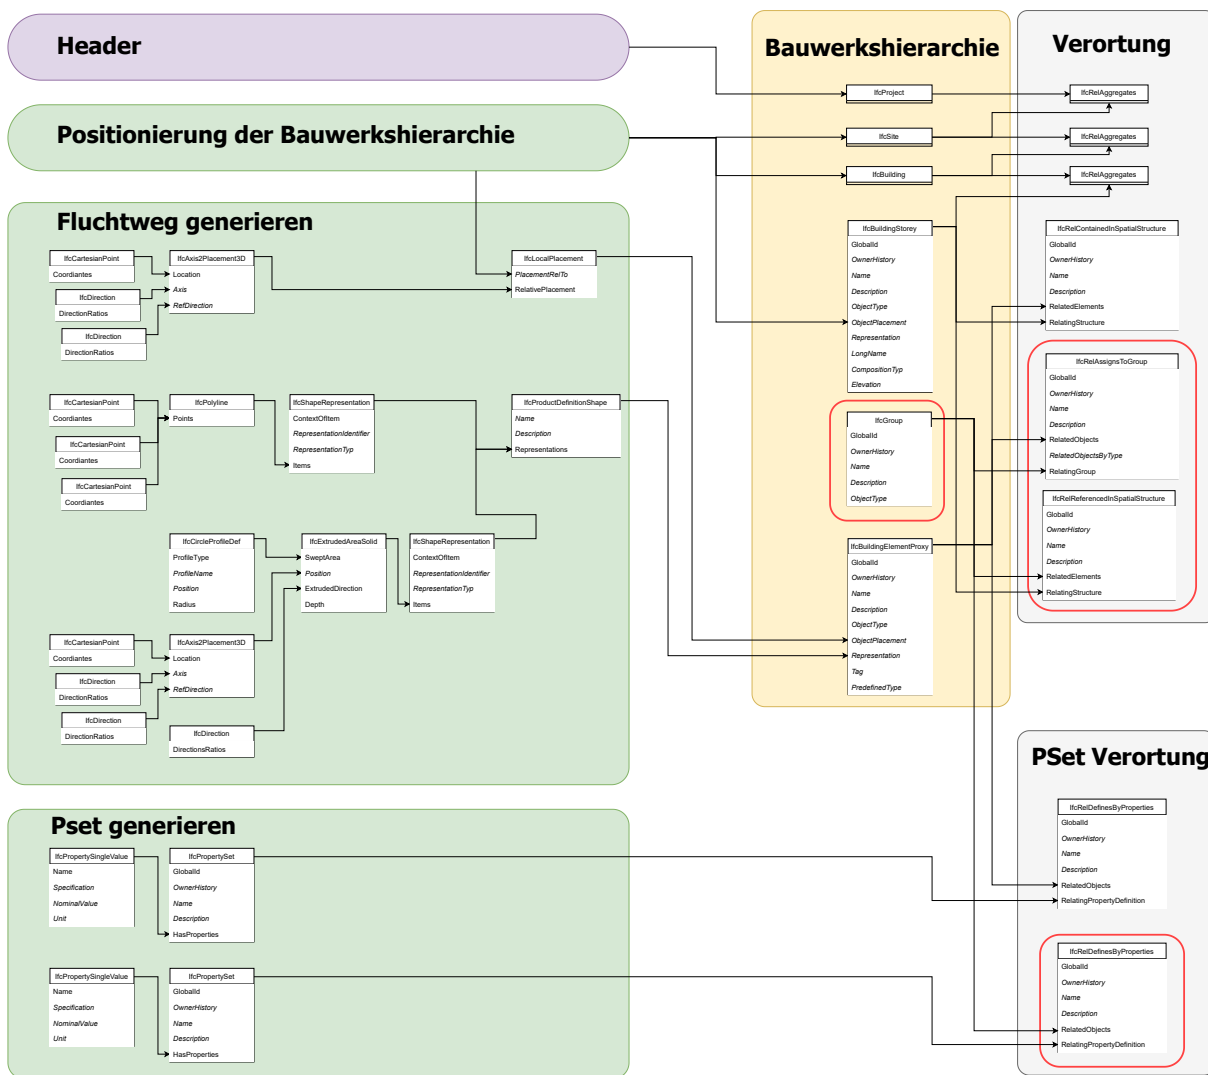 Header
Positionierung der Bauwerkshierarchie
Fluchtweg generieren
IfcCartesianPoint
Coordiantes
IfcDirection
DirectionRatios
IfcDirection
DirectionRatios
IfcAxis2Placement3D
Location
Axis
RefDirection
IfcLocalPlacement
PlacementRelTo
RelativePlacement
IfcCartesianPoint
Coordiantes
IfcCartesianPoint
Coordiantes
IfcCartesianPoint
Coordiantes
IfcPolyline
Points
IfcShapeRepresentation
ContextOfItem
RepresentationIdentifier
RepresentationTyp
Items
IfcProductDefinitionShape
Name
Description
Representations
IfcCircleProfileDef
ProfileType
ProfileName
Position
Radius
IfcExtrudedAreaSolid
SweptArea
Position
ExtrudedDirection
Depth
IfcShapeRepresentation
ContextOfItem
RepresentationIdentifier
RepresentationTyp
Items
IfcCartesianPoint
Coordiantes
IfcDirection
DirectionRatios
IfcDirection
DirectionRatios
IfcAxis2Placement3D
Location
Axis
RefDirection
IfcDirection
DirectionsRatios
Pset generieren
IfcPropertySingleValue
Name
Specification
NominalValue
Unit
IfcPropertySet
GlobalId
OwnerHistory
Name
Description
HasProperties
IfcPropertySingleValue
Name
Specification
NominalValue
Unit
IfcPropertySet
GlobalId
OwnerHistory
Name
Description
HasProperties
Bauwerkshierarchie
IfcProject
IfcSite
IfcBuilding
IfcBuildingStorey
GlobalId
OwnerHistory
Name
Description
ObjectType
ObjectPlacement
Representation
LongName
CompositionTyp
Elevation
IfcGroup
GlobalId
OwnerHistory
Name
Description
ObjectType
IfcBuildingElementProxy
GlobalId
OwnerHistory
Name
Description
ObjectType
ObjectPlacement
Representation
Tag
PredefinedType
Verortung
IfcRelAggregates
IfcRelAggregates
IfcRelAggregates
IfcRelContainedInSpatialStructure
GlobalId
OwnerHistory
Name
Description
RelatedElements
RelatingStructure
IfcRelAssignsToGroup
GlobalId
OwnerHistory
Name
Description
RelatedObjects
RelatedObjectsByType
RelatingGroup
IfcRelReferencedInSpatialStructure
GlobalId
OwnerHistory
Name
Description
RelatedElements
RelatingStructure
PSet Verortung
IfcRelDefinesByProperties
GlobalId
OwnerHistory
Name
Description
RelatedObjects
RelatingPropertyDefinition
IfcRelDefinesByProperties
GlobalId
OwnerHistory
Name
Description
RelatedObjects
RelatingPropertyDefinition